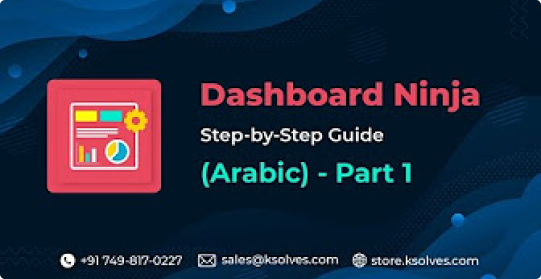 Dashboard Ninja
Step-by-Step Guide
(Arabic) - Part 1
+91 749-817-0227 sales@ksolves.com store.ksolves.com